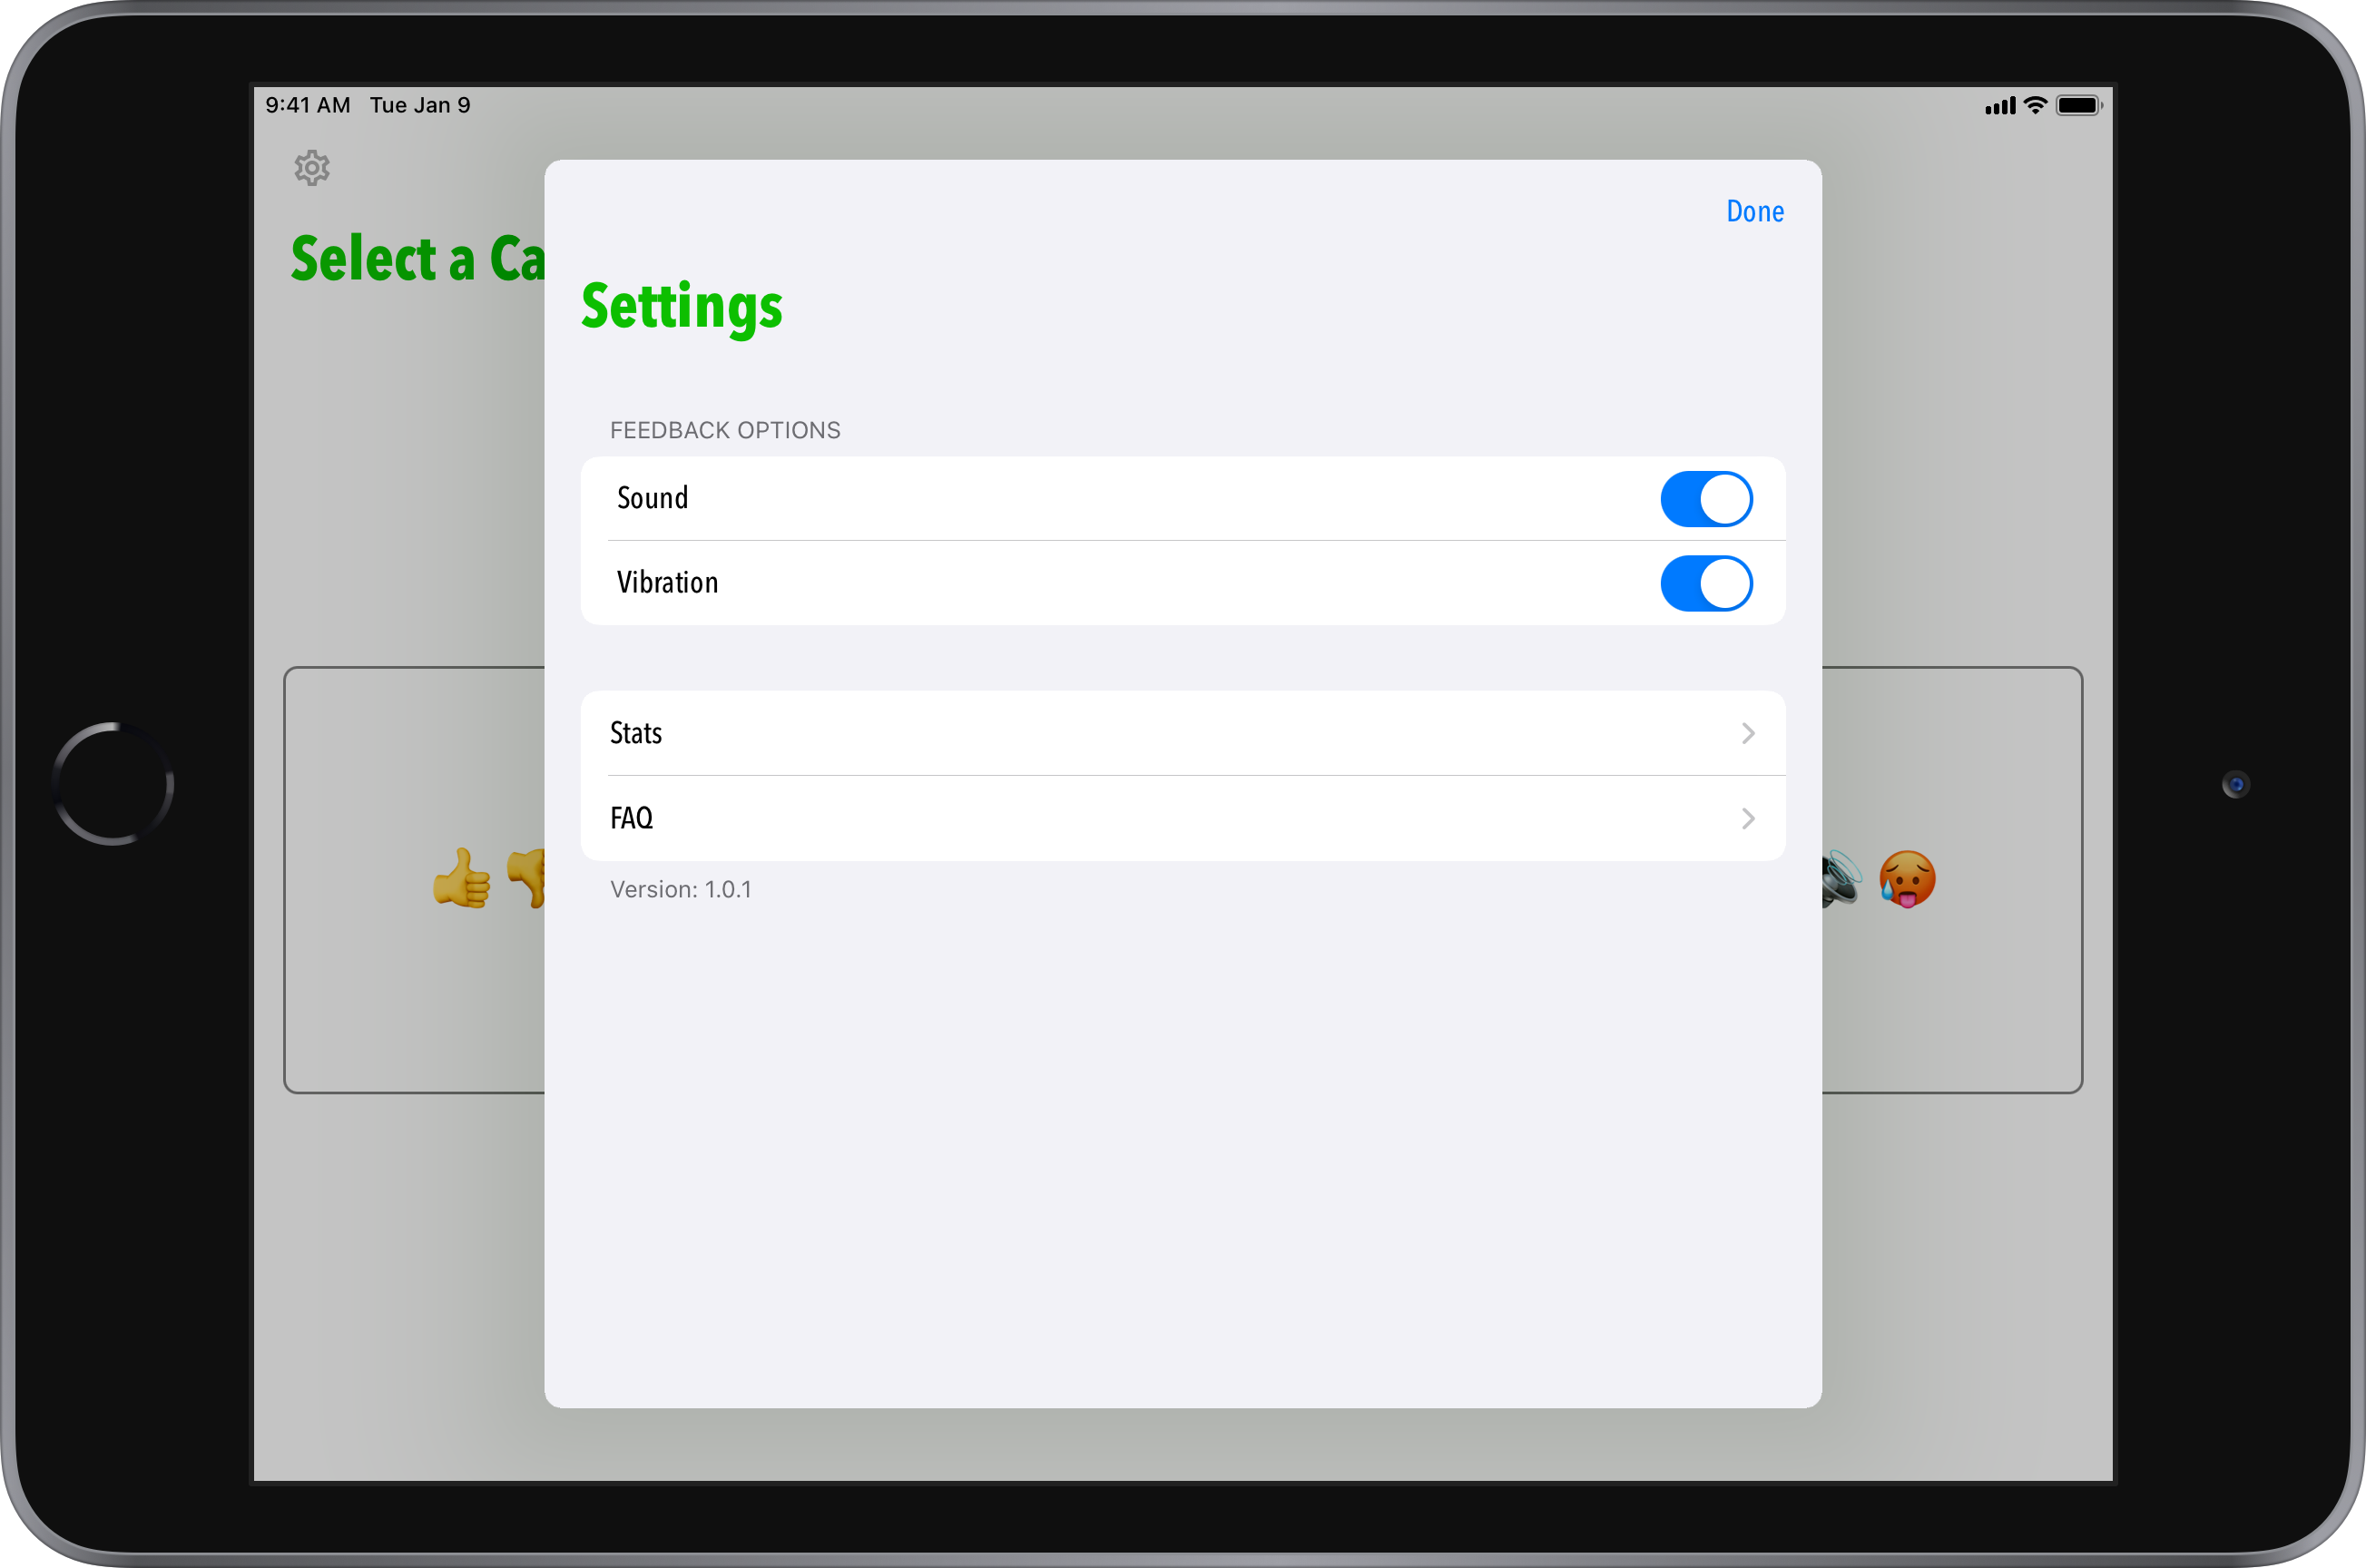 9:41 AM Tue Jan 9
Done
Select a Ca
Settings
FEEDBACK OPTIONS
Sound
Vibration
Stats
FAQ
Version: 1.0.1